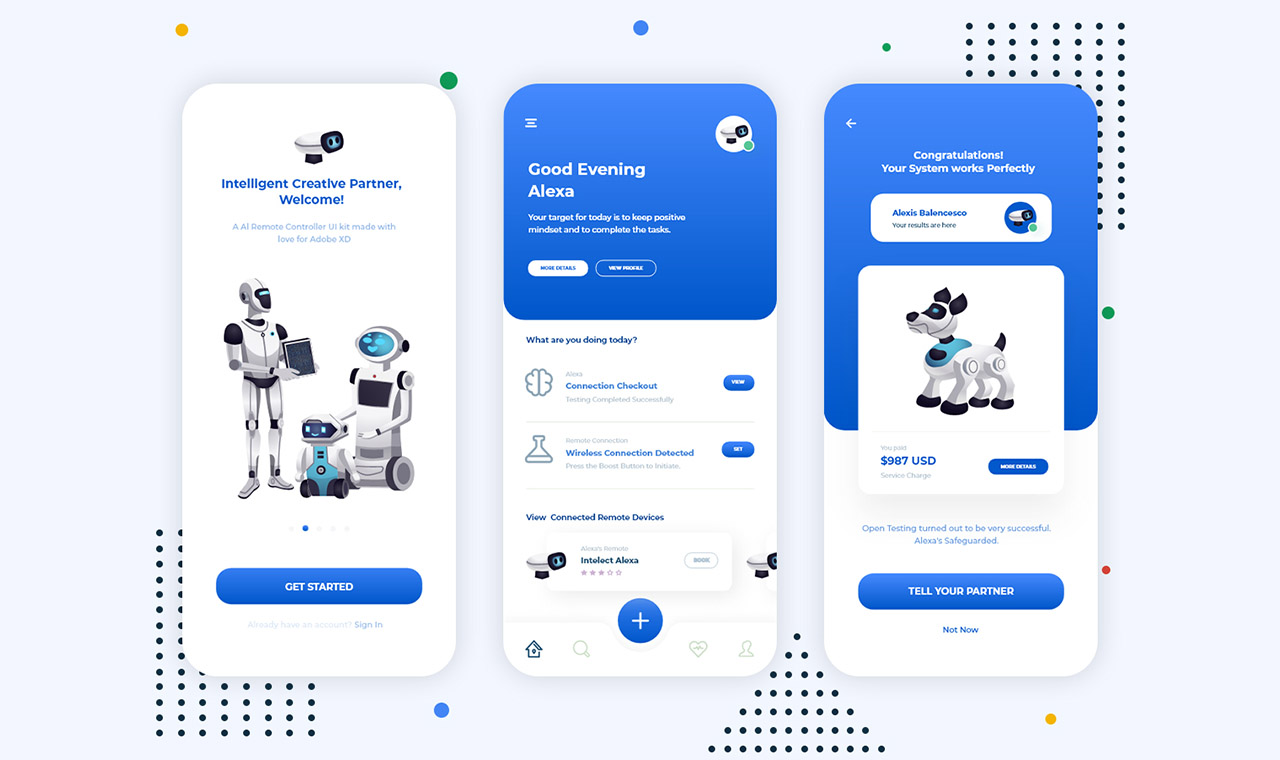 Intelligent Creative Partner,
Welcome!
A AI Remote Controller UI kit made with
love for Adobe XD
GET STARTED
Already have an account? Sign In
Good Evening
Alexa
Your target for today is to keep positive
mindset and to complete the tasks.
MORE DETAILS
VIEW PROFILE
What are you doing today?
Alexa
Connection Checkout
Testing Completed Successfully
VIEW
Remote Connection
Wireless Connection Detected
Press the Boost Button to Initiate.
SET
View Connected Remote Devices
Alexa's Remote
Intelect Alexa
BOOK
Congratulations!
Your System works Perfectly
Alexis Balencesco
Your results are here
You paid
$987 USD
Service Charge
MORE DETAILS
Open Testing turned out to be very successful.
Alexa's Safeguarded.
TELL YOUR PARTNER
Not Now